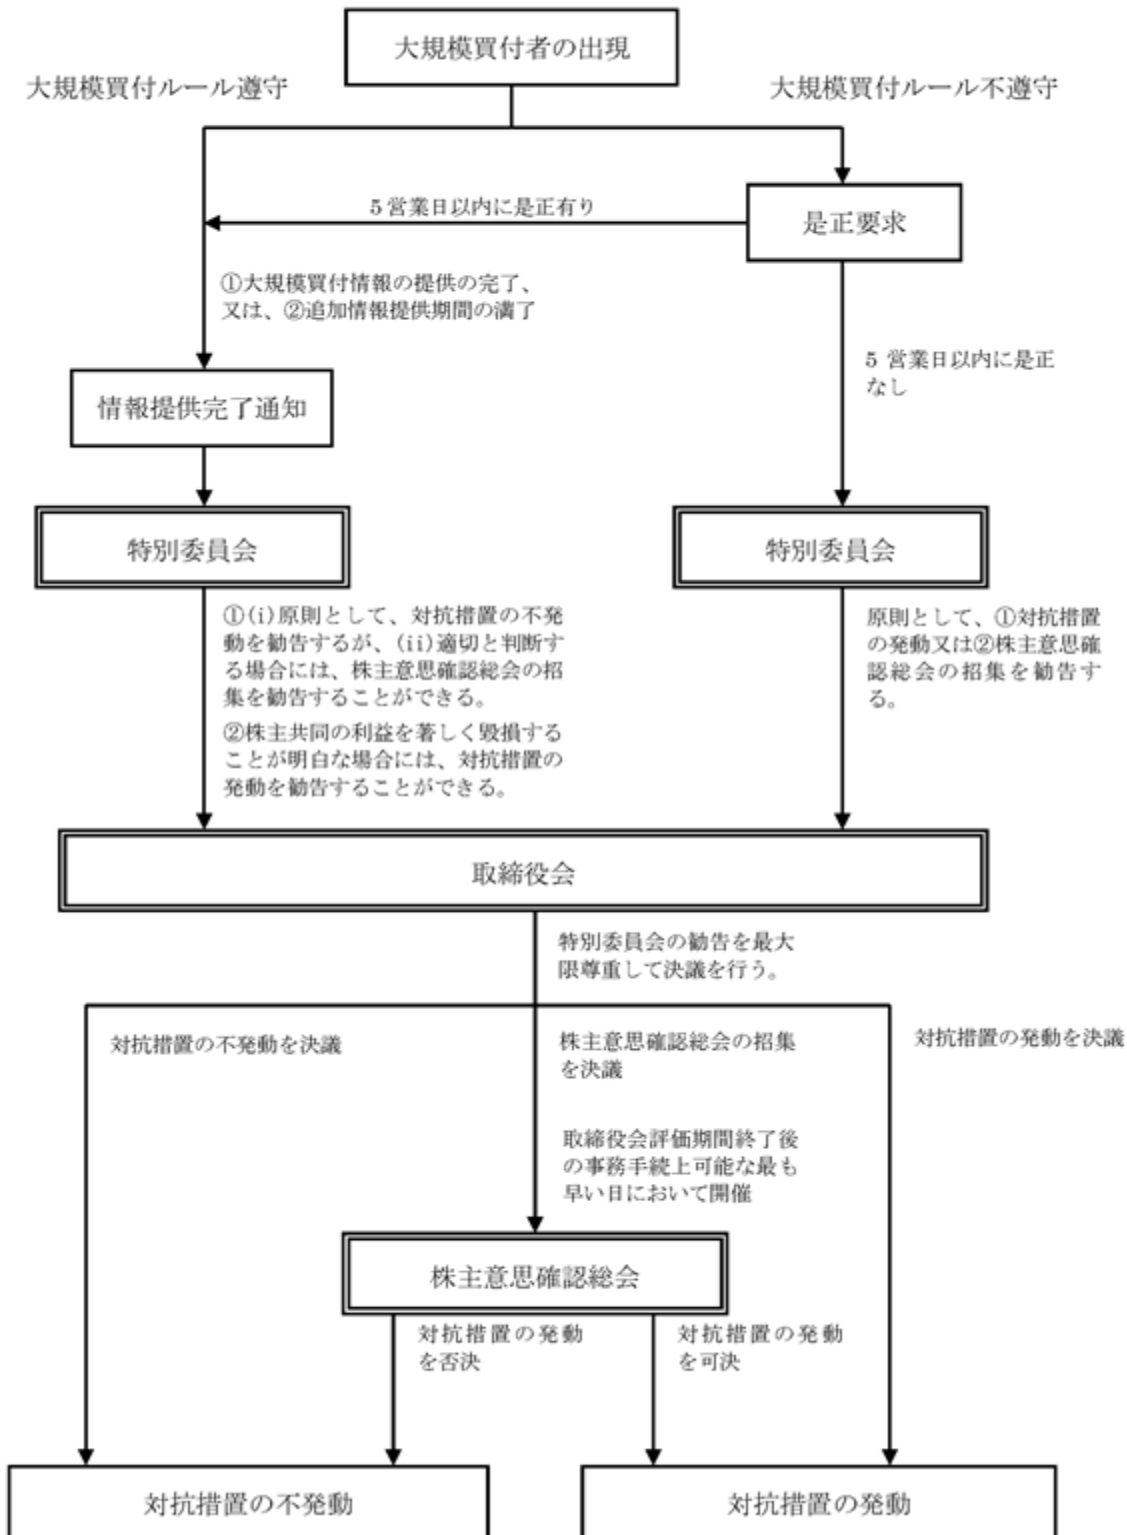 大規模買付者の出現
大規模買付ルール遵守
大規模買付ルール不遵守
5営業日以内に是正有り
是正要求
①大規模買付情報の提供の完了、
又は、②追加情報提供期間の満了
5 営業日以内に是正
なし
情報提供完了通知
特別委員会
特別委員会
①(i)原則として、対抗措置の不発
動を勧告するが、(ii)適切と判断す
る場合には、株主意思確認総会の招
集を勧告することができる。
②株主共同の利益を著しく毀損する
ことが明白な場合には、対抗措置の
発動を勧告することができる。
原則として、①対抗措置
の発動又は②株主意思確
認総会の招集を勧告す
る。
取締役会
特別委員会の勧告を最大
限尊重して決議を行う。
対抗措置の不発動を決議
株主意思確認総会の招集
を決議
対抗措置の発動を決議
取締役会評価期間終了後
の事務手続上可能な最も
早い日において開催
株主意思確認総会
対抗措置の発動
を否決
対抗措置の発動
を可決
対抗措置の不発動
対抗措置の発動